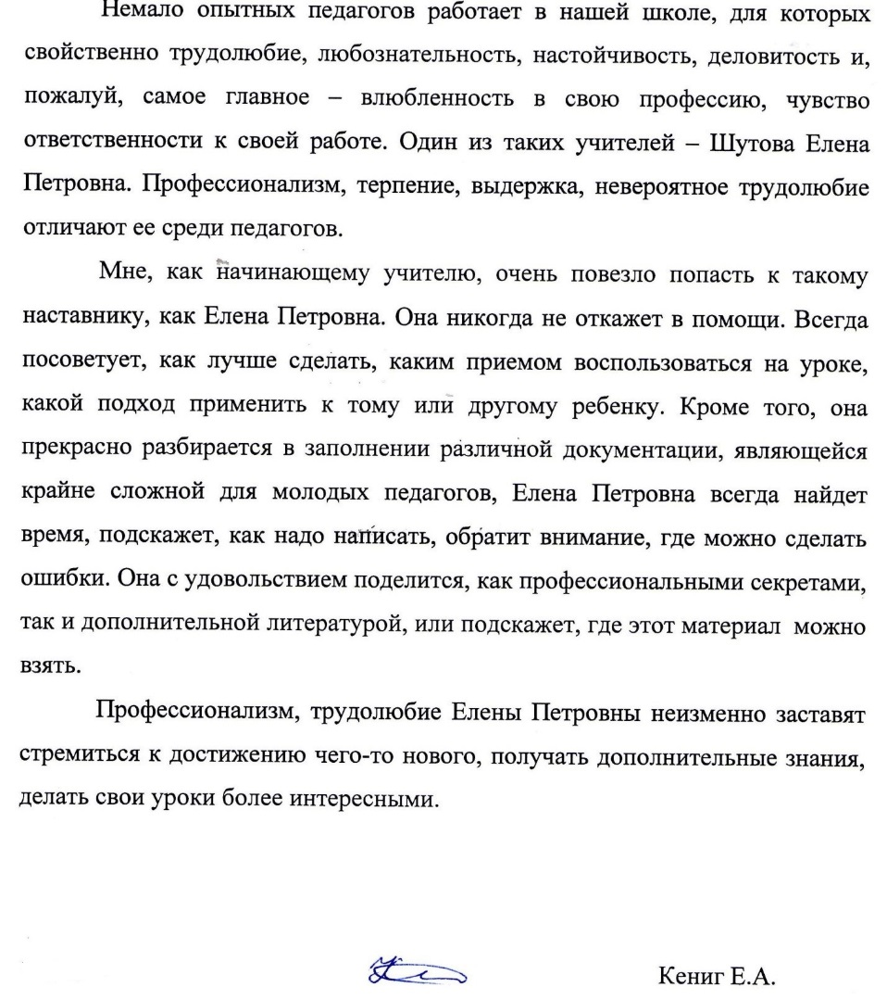 Немало опытных педагогов работает в нашей школе, для которых
свойственно трудолюбие, любознательность, настойчивость, деловитость и,
пожалуй, самое главное – влюбленность в свою профессию, чувство
ответственности к своей работе. Один из таких учителей – Шутова Елена
Петровна. Профессионализм, терпение, выдержка, невероятное трудолюбие
отличают ее среди педагогов.
Мне, как начинающему учителю, очень повезло попасть к такому
наставнику, как Елена Петровна. Она никогда не откажет в помощи. Всегда
посоветует, как лучше сделать, каким приемом воспользоваться на уроке,
какой подход применить к тому или другому ребенку. Кроме того, она
прекрасно разбирается в заполнении различной документации, являющейся
крайне сложной для молодых педагогов, Елена Петровна всегда найдет
время, подскажет, как надо написать, обратит внимание, где можно сделать
ошибки. Она с удовольствием поделится, как профессиональными секретами,
так и дополнительной литературой, или подскажет, где этот материал можно
взять.
Профессионализм, трудолюбие Елены Петровны неизменно заставят
стремиться к достижению чего-то нового, получать дополнительные знания,
делать свои уроки более интересными.
Кениг Е.А.